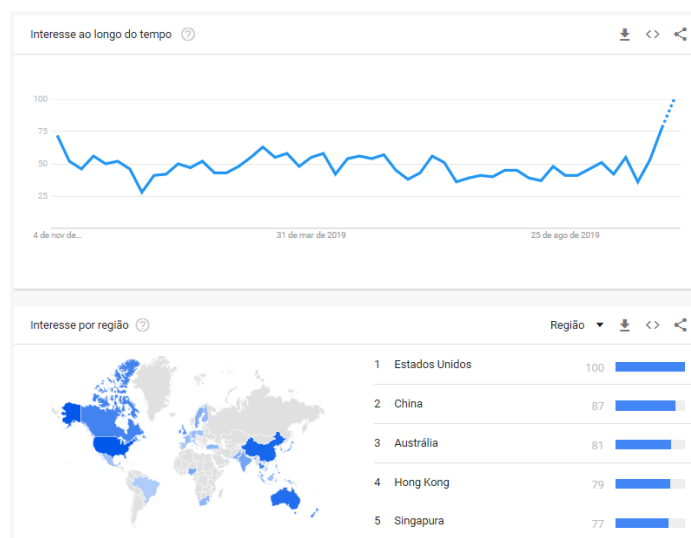 Interesse ao longo do tempo ?
<>
100
75
50
25
4 de nov de...
31 de mar de 2019
25 de ago de 2019
Interesse por região ?
Região
<>
1 Estados Unidos 100
2 China 87
3 Austrália 81
4 Hong Kong 79
5 Singapura 77